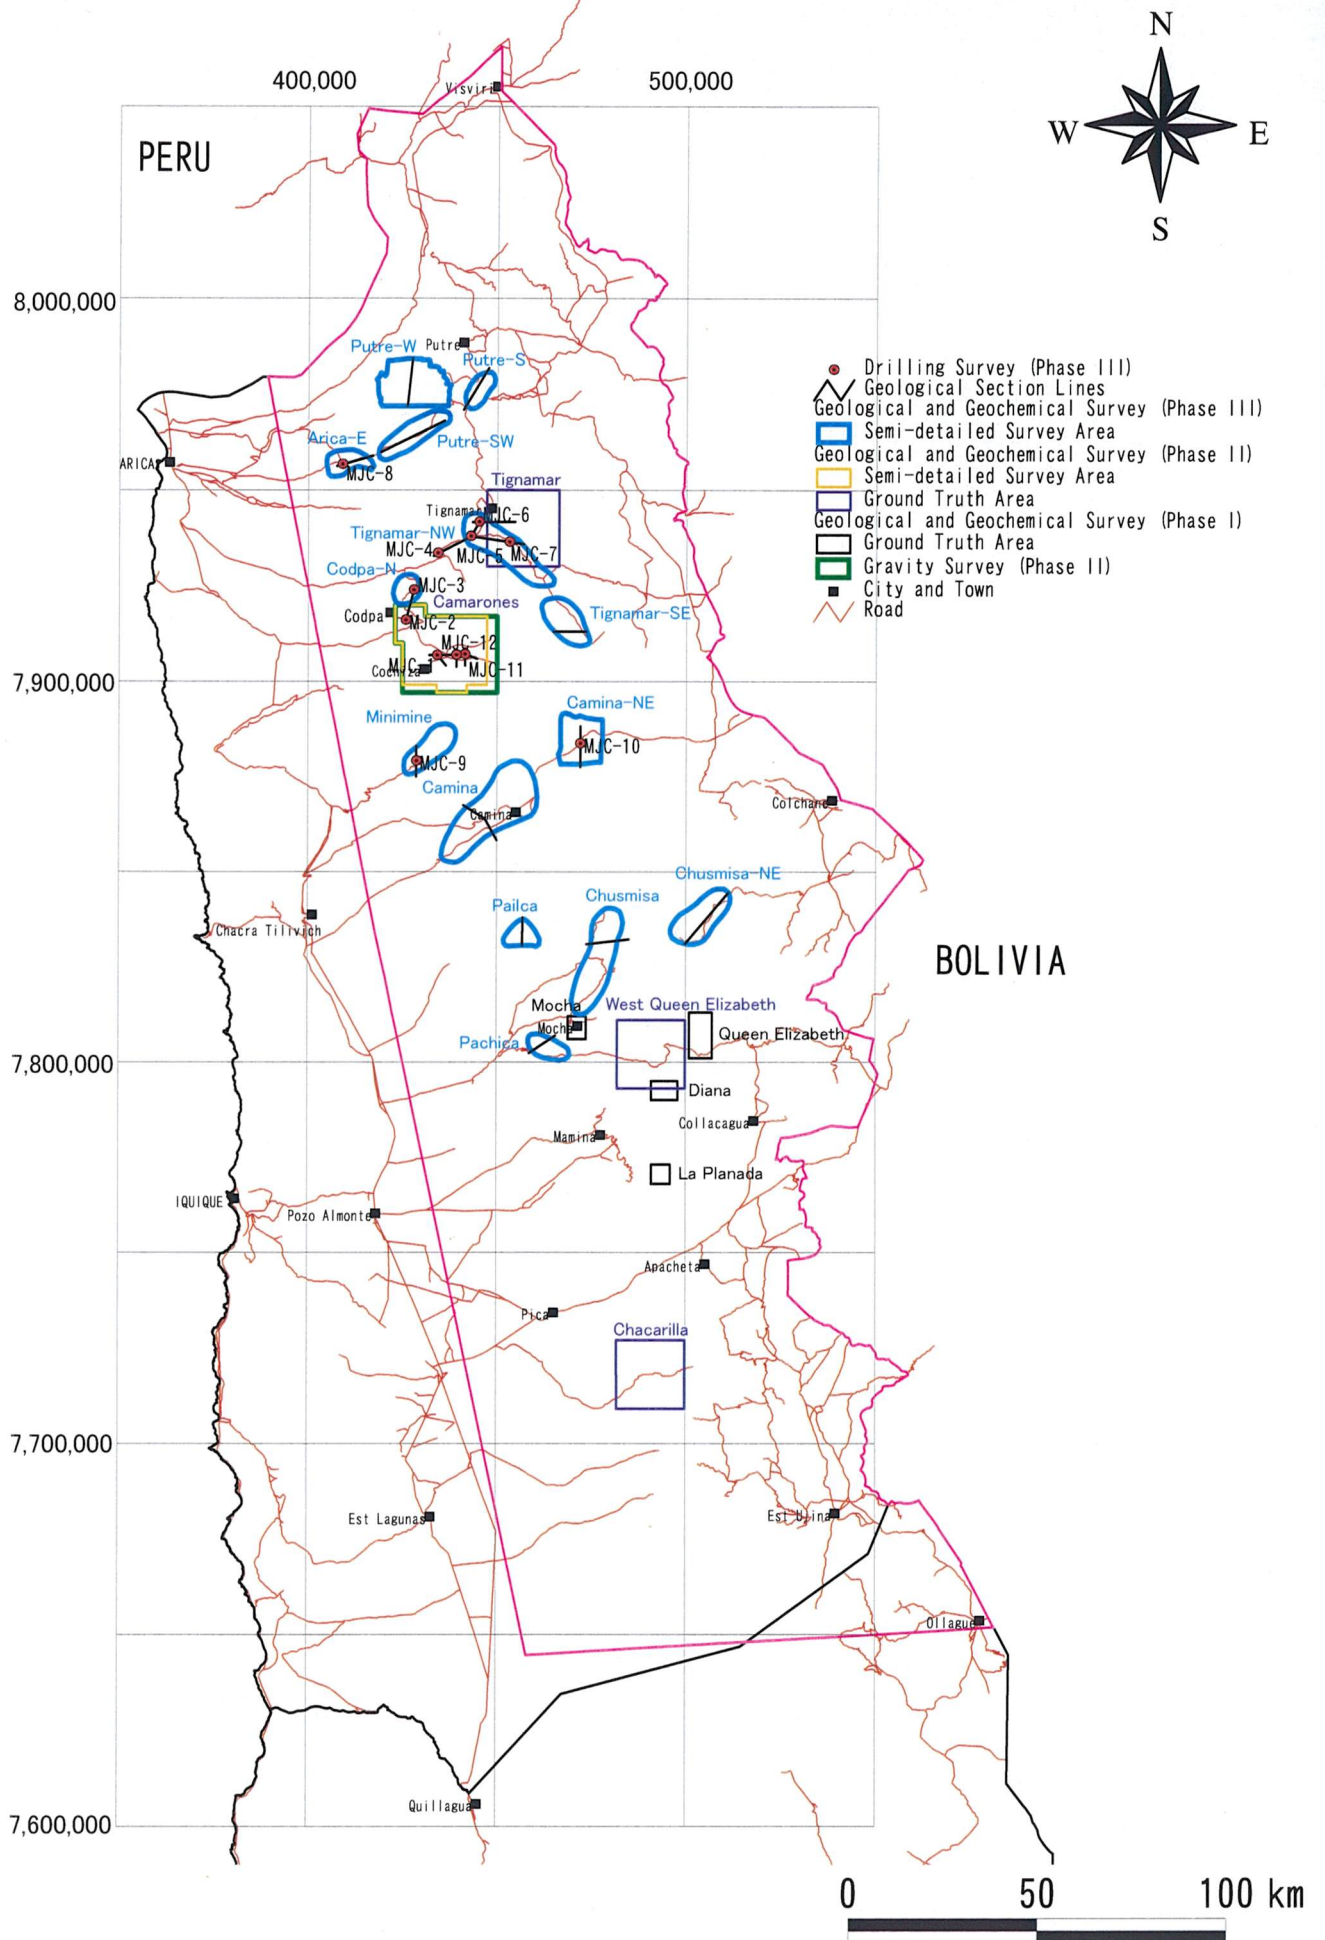 N
W E
S
400,000 500,000
Visviri
PERU
8,000,000
Putre-W
Putre
Putre-S
Drilling Survey (Phase III)
Geological Section Lines
Geological and Geochemical Survey (Phase III)
Semi-detailed Survey Area
Geological and Geochemical Survey (Phase II)
Semi-detailed Survey Area
Ground Truth Area
Geological and Geochemical Survey (Phase I)
Ground Truth Area
Gravity Survey (Phase II)
City and Town
Road
Arica-E
Putre-SW
ARICA
MJC-8
Tignamar
Tignamar
MJC-6
Tignamar-NW
MJC-4
MJC-5
MJC-7
Codpa-N
MJC-3
Camarones
Codpa
MJC-2
Tignamar-SE
MJC-12
MJC-1
MJC-11
7,900,000
Camina-NE
Minimine
MJC-10
MJC-9
Camina
Camina
Colchane
Chusmisa-NE
Chusmisa
Pailca
Chacra Tilivich
BOLIVIA
Mocha
West Queen Elizabeth
Mocha
Queen Elizabeth
Pachica
7,800,000
Diana
Collacagua
Mamina
La Planada
IQUIQUE
Pozo Almonte
Apacheta
Pica
Chacarilla
7,700,000
Est Lagunas
Ollague
Quillagua
7,600,000
0 50 100 km